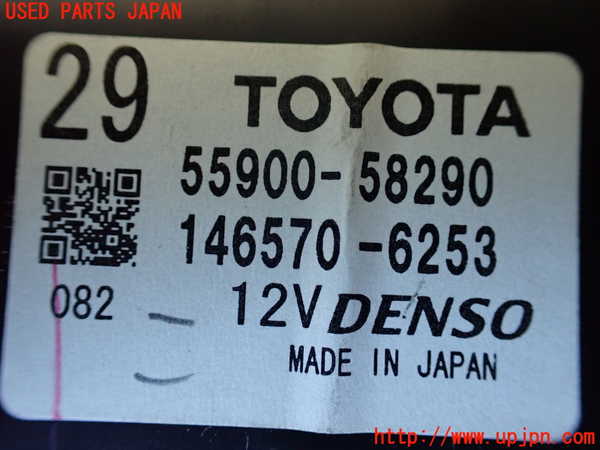 USED PARTS JAPAN
29 TOYOTA
55900-58290
146570-6253
082 12V DENSO
MADE IN JAPAN
http://www.upjpn.com/